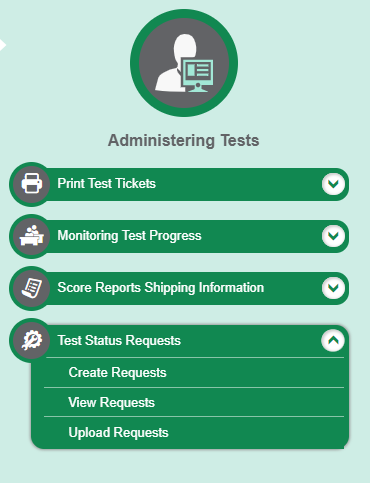 Administering Tests
Print Test Tickets
Monitoring Test Progress
Score Reports Shipping Information
Test Status Requests
Create Requests
View Requests
Upload Requests